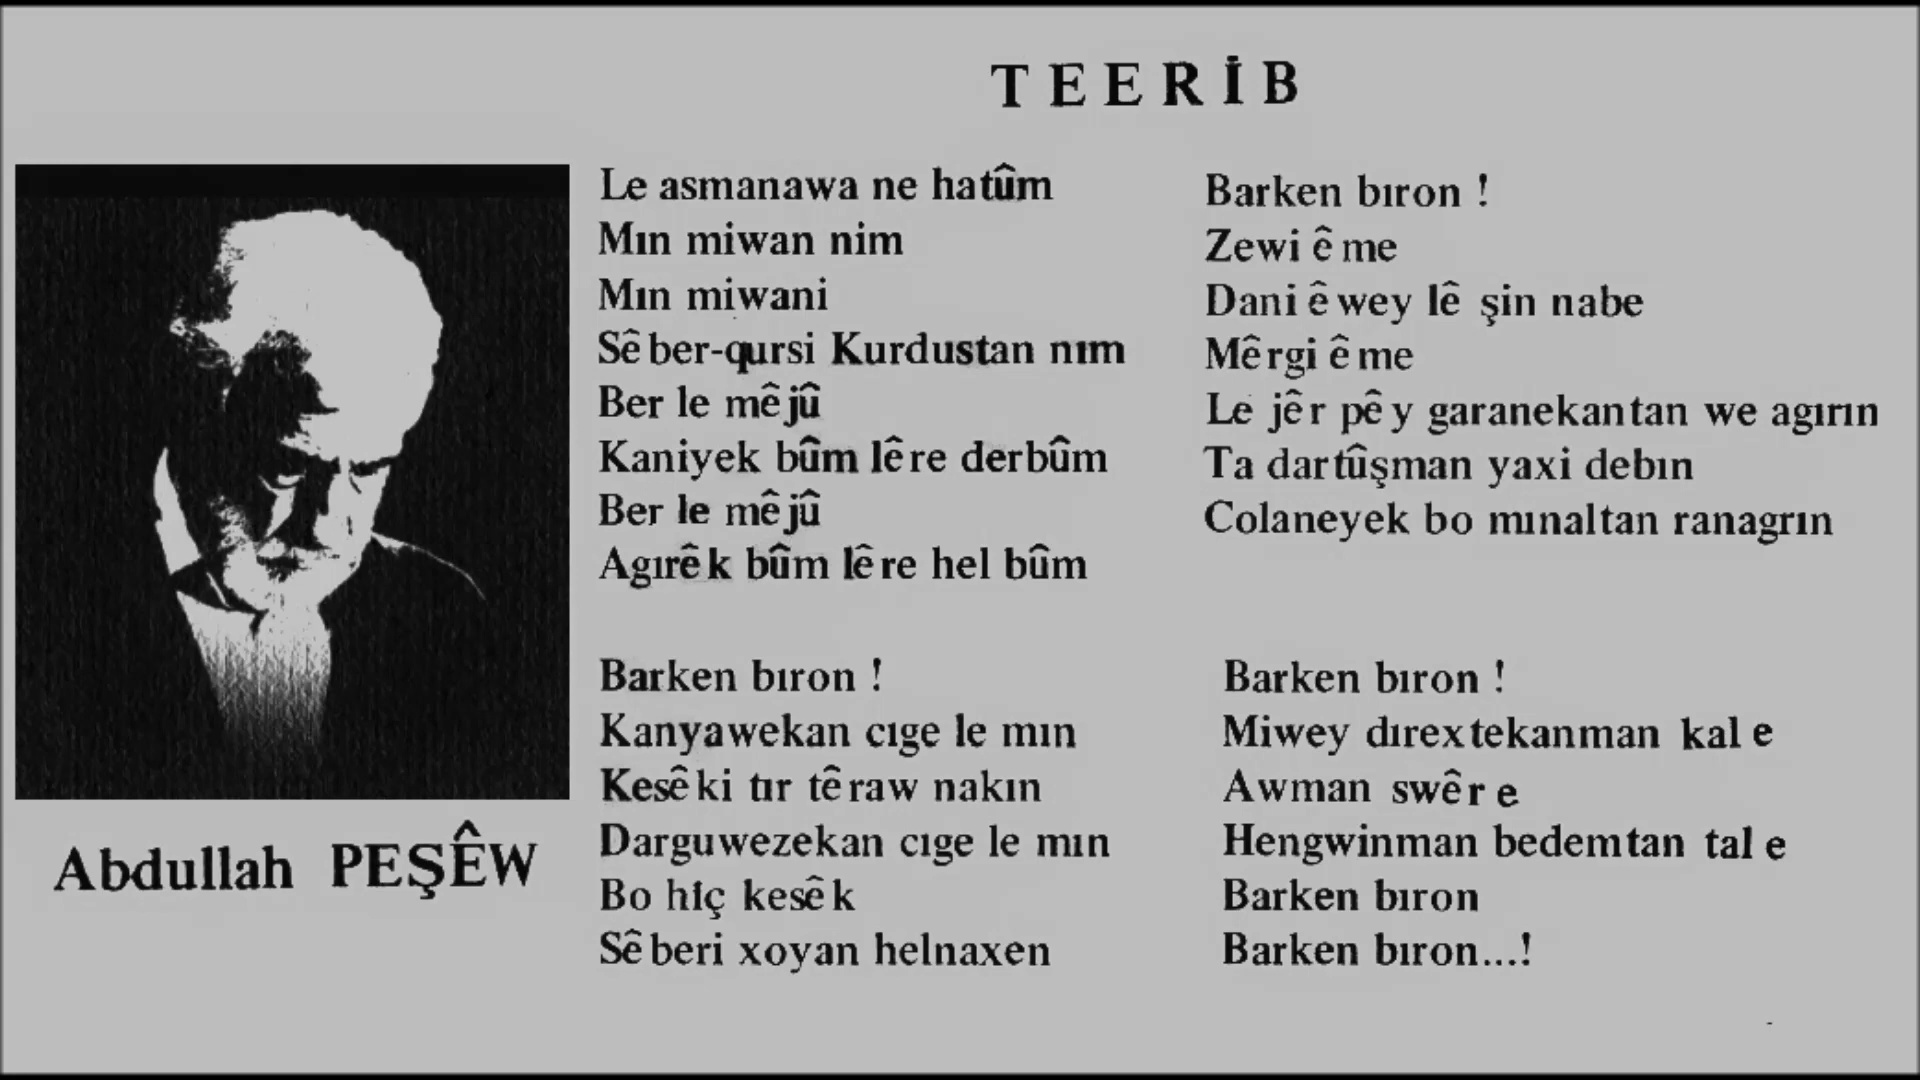 TEERİB
Le asmanawa ne hatûm
Mın miwan nim
Mın miwani
Sêber-qursi Kurdustan nım
Ber le mêjû
Kaniyek bûm lêre derbûm
Ber le mêjû
Agırêk bûm lêre hel bûm
Barken bıron !
Kanyawekan cıge le mın
Kesêki tır têraw nakın
Darguwezekan cıge le mın
Bo hiç kesêk
Sêberi xoyan helnaxen
Barken bıron !
Zewi ême
Dani êwey lê şin nabe
Mêrgi ême
Le jêr pêy garanekantan we agırın
Ta dartûşman yaxi debın
Colaneyek bo mınaltan ranagrın
Barken bıron !
Miwey dırextekanman kal e
Awman swêr e
Hengwinman bedemtan tal e
Barken bıron
Barken bıron...!
Abdullah PEŞÊW